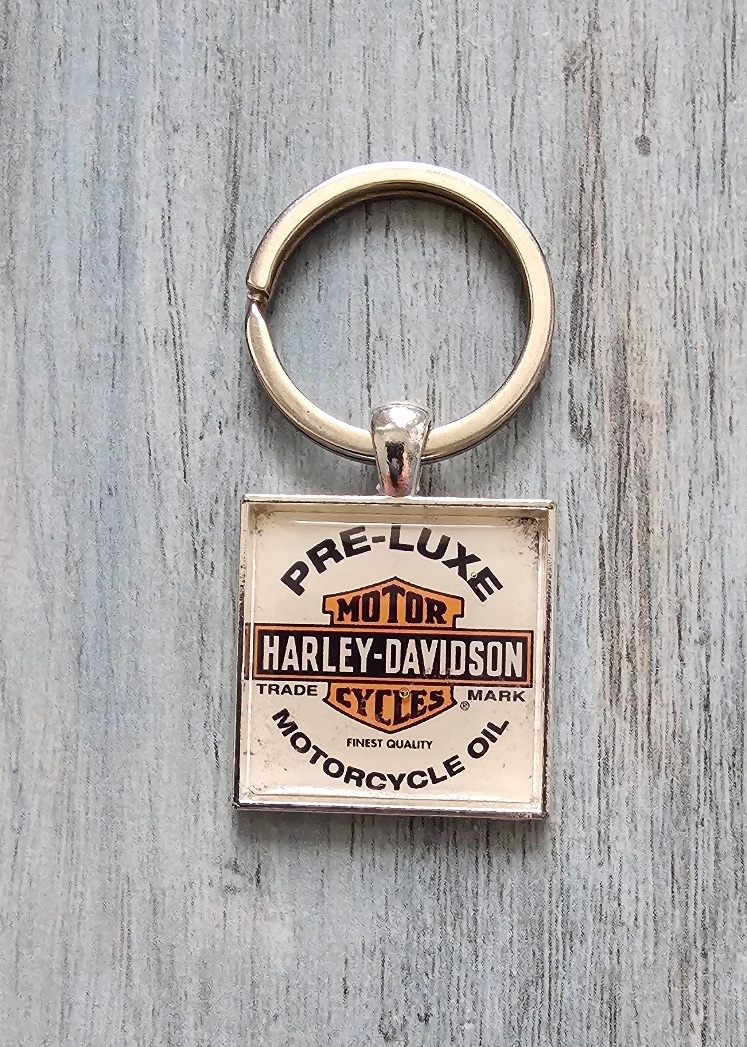 PRE-LUXE
MOTOR
HARLEY-DAVIDSON
TRADE CYCLES ® MARK
FINEST QUALITY
MOTORCYCLE OIL